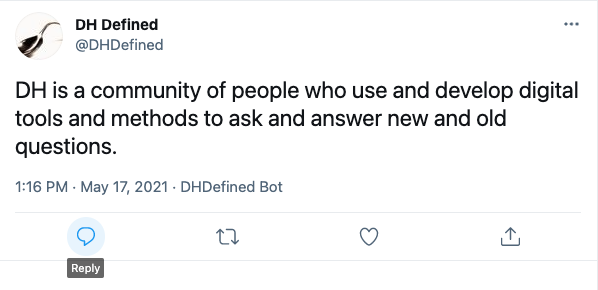 DH Defined
@DHDefined
DH is a community of people who use and develop digital
tools and methods to ask and answer new and old
questions.
1:16 PM · May 17, 2021 · DHDefined Bot
Reply